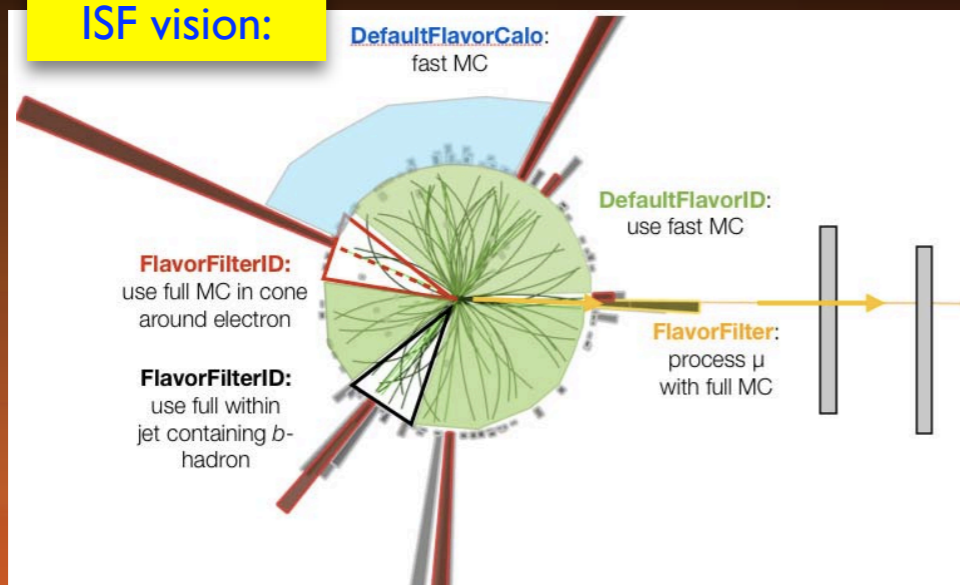 ISF vision:
DefaultFlavorCalo:
fast MC
DefaultFlavorID:
use fast MC
FlavorFilterID:
use full MC in cone
around electron
FlavorFilter:
process μ
with full MC
FlavorFilterID:
use full within
jet containing b-
hadron